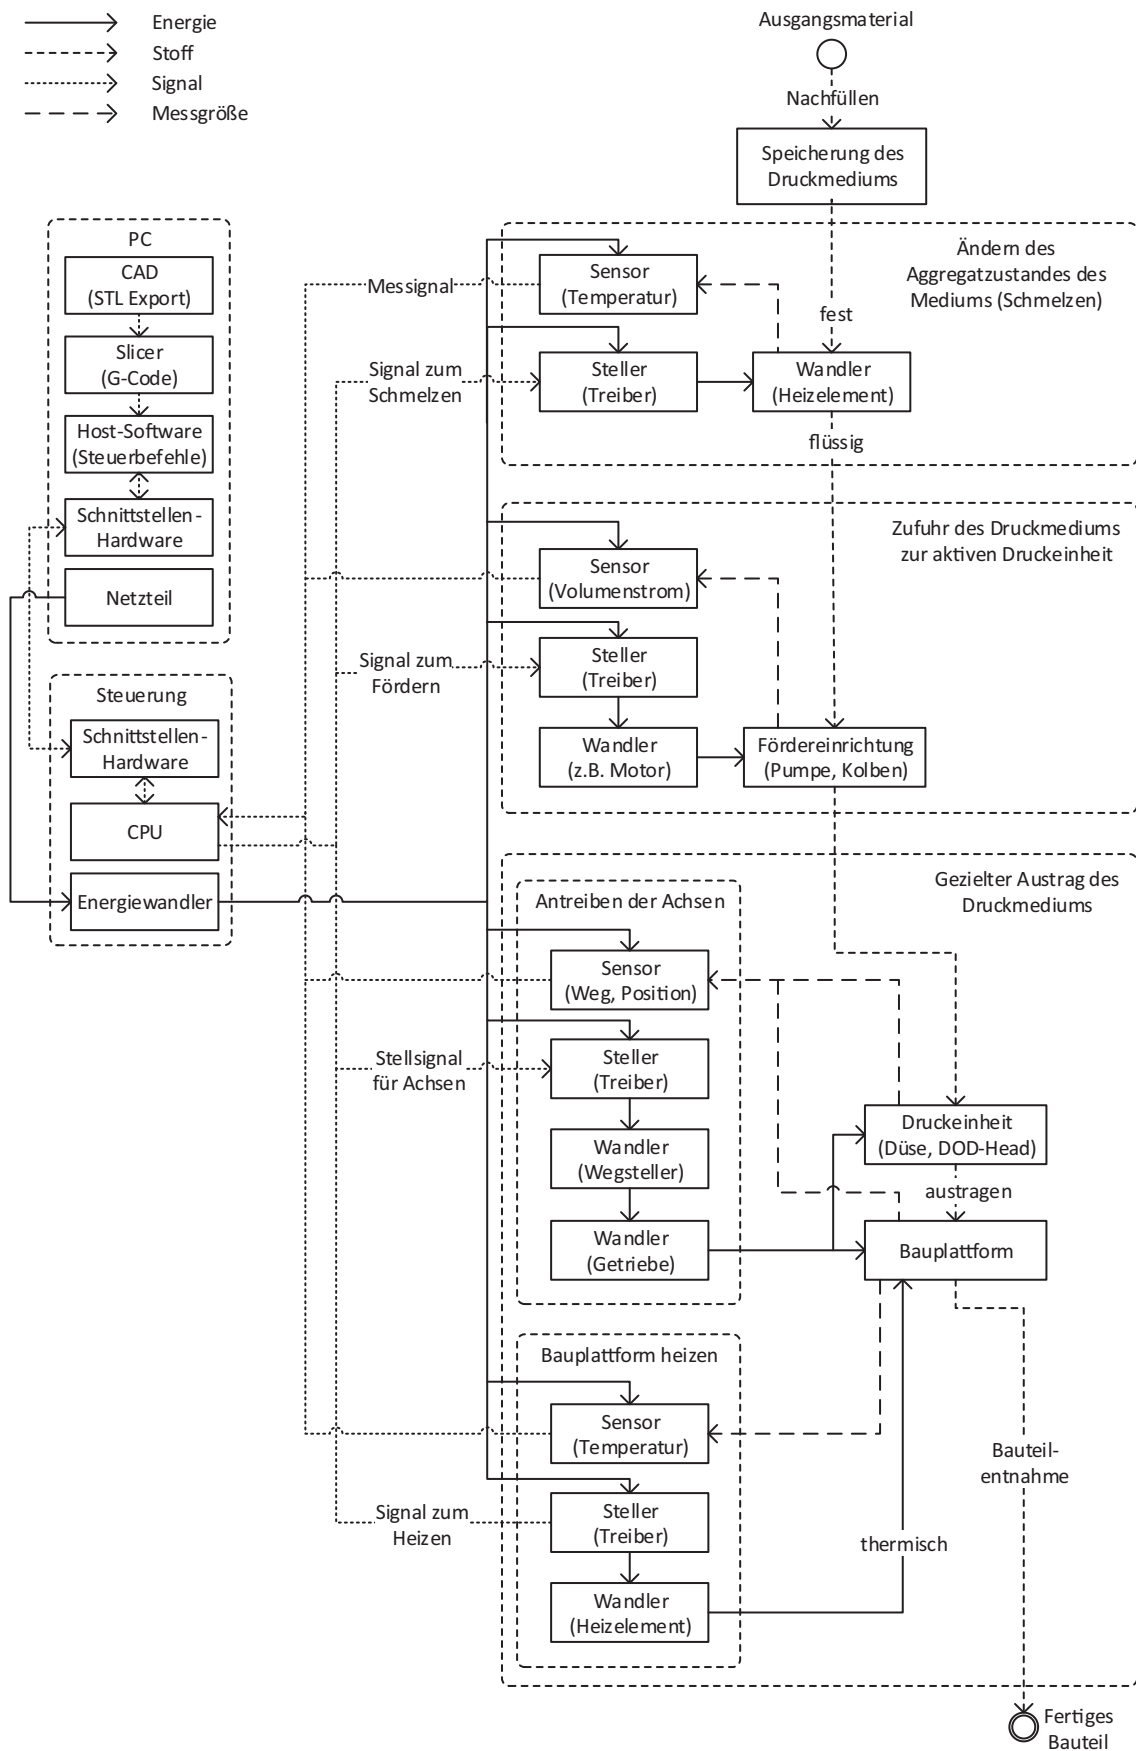 Energie
Stoff
Signal
Messgröße
Ausgangsmaterial
Nachfüllen
Speicherung des
Druckmediums
PC
CAD
(STL Export)
Slicer
(G-Code)
Host-Software
(Steuerbefehle)
Schnittstellen-
Hardware
Netzteil
Steuerung
Schnittstellen-
Hardware
CPU
Energiewandler
Messignal
Signal zum
Schmelzen
Sensor
(Temperatur)
Steller
(Treiber)
fest
Wandler
(Heizelement)
flüssig
Ändern des
Aggregatzustandes des
Mediums (Schmelzen)
Zufuhr des Druckmediums
zur aktiven Druckeinheit
Sensor
(Volumenstrom)
Signal zum
Fördern
Steller
(Treiber)
Wandler
(z.B. Motor)
Fördereinrichtung
(Pumpe, Kolben)
Gezielter Austrag des
Druckmediums
Antreiben der Achsen
Sensor
(Weg, Position)
Stellsignal
für Achsen
Steller
(Treiber)
Wandler
(Wegsteller)
Wandler
(Getriebe)
Druckeinheit
(Düse, DOD-Head)
austragen
Bauplattform
Bauplattform heizen
Sensor
(Temperatur)
Signal zum
Heizen
Steller
(Treiber)
Wandler
(Heizelement)
thermisch
Bauteil-
entnahme
Fertiges
Bauteil